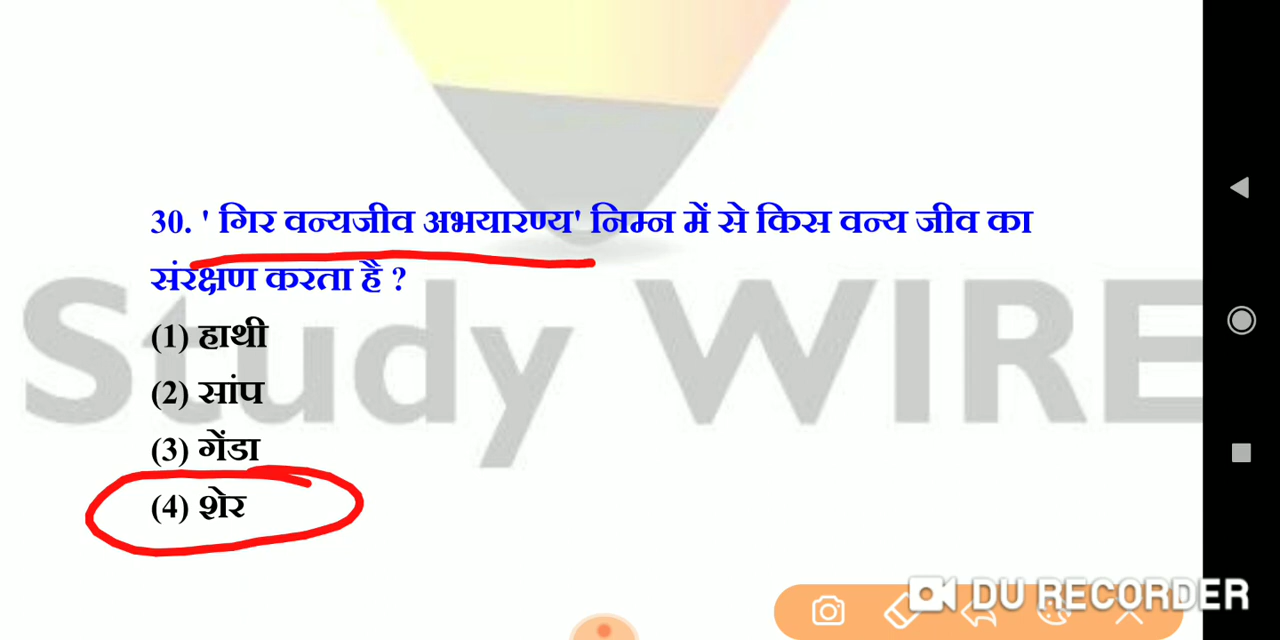 30. ' गिर वन्यजीव अभयारण्य' निम्न में से किस वन्य जीव का
संरक्षण करता है ?
(1) हाथी
(2) सांप
(3) गेंडा
(4) शेर
Study WIRE
DU RECORDER